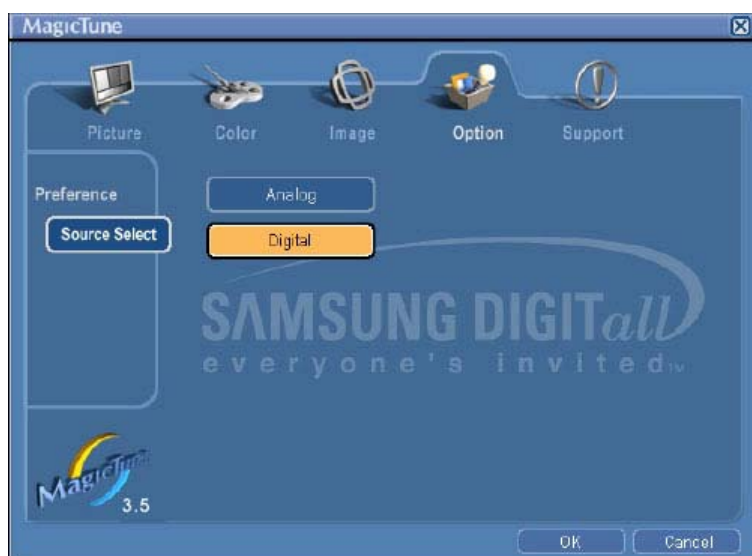 MagicTune
Picture Color Image Option Support
Preference
Source Select
Analog
Digital
SAMSUNG DIGITall
everyone's invited™
MagicTune
3.5
OK Cancel